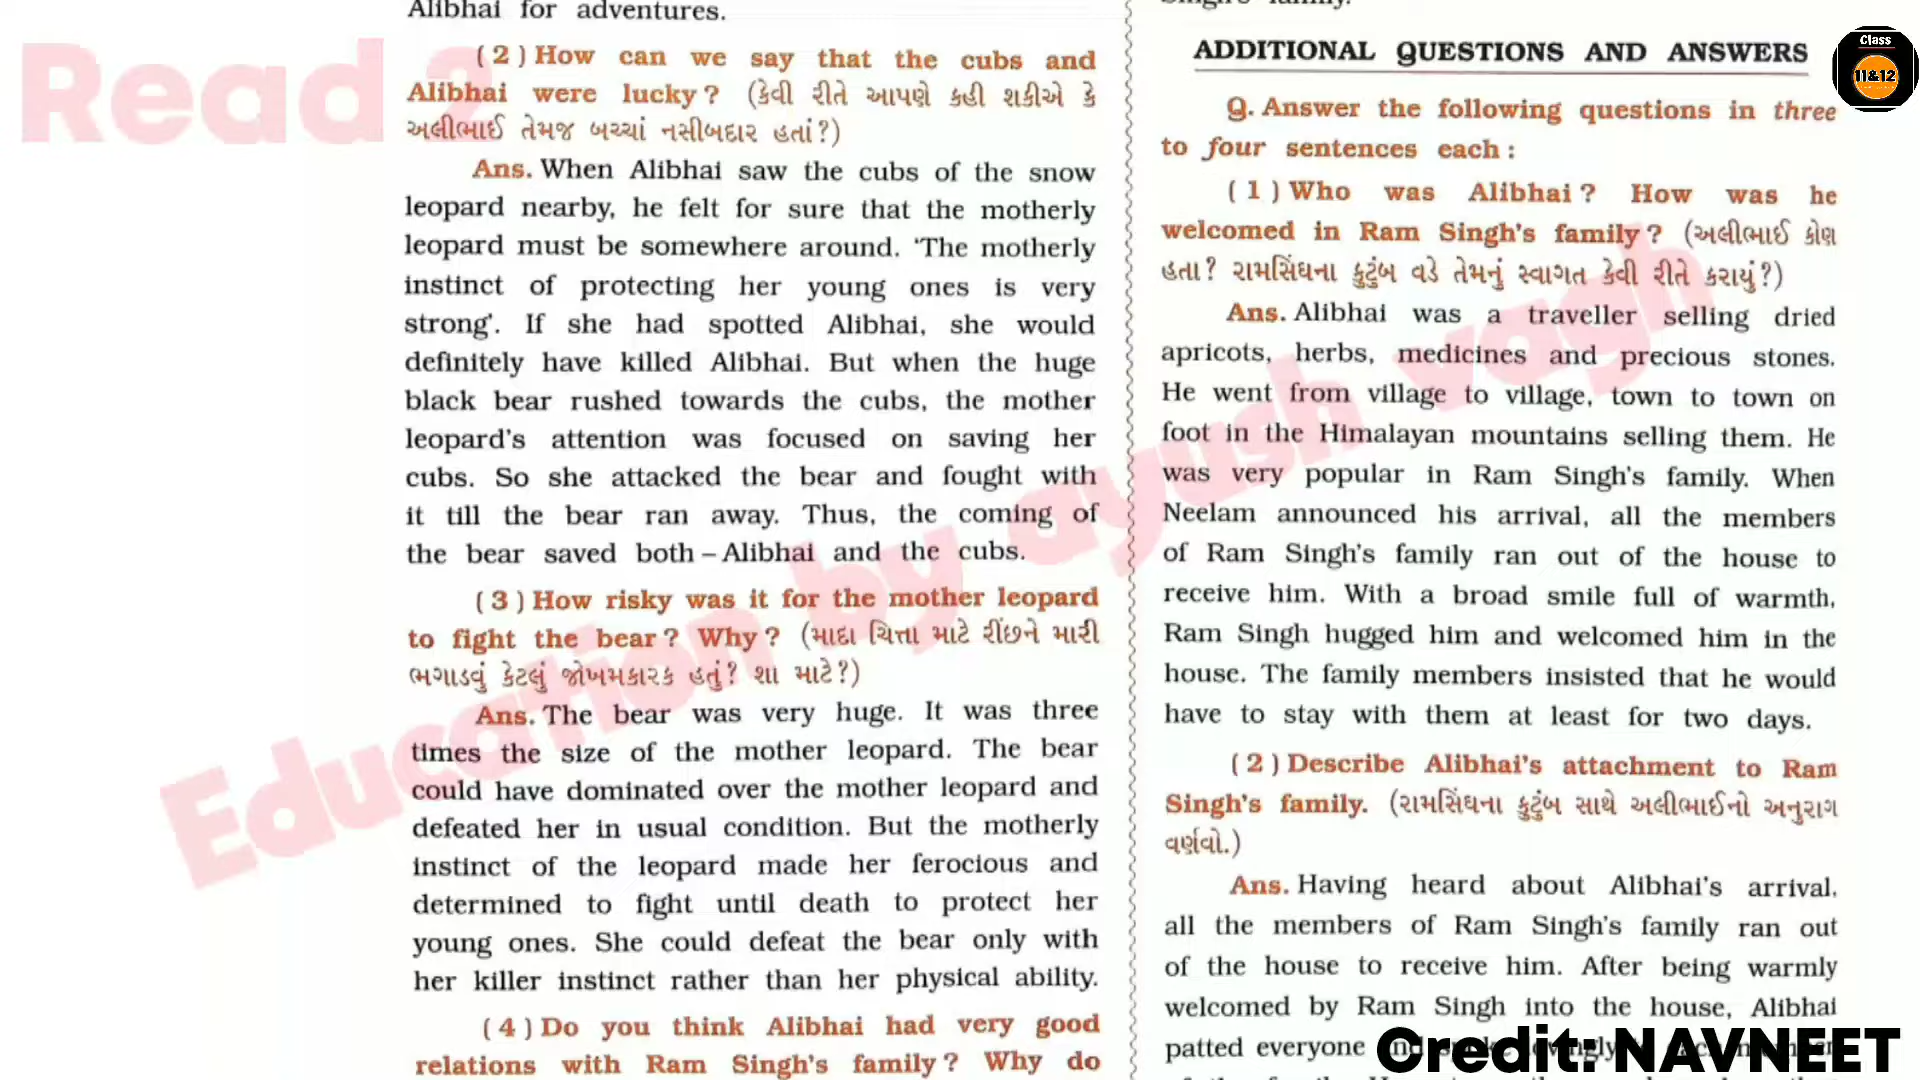 Read 2
Alibhai for adventures.
( 2 ) How can we say that the cubs and
Alibhai were lucky ? (કેવી રીતે આપણે કહી શકીએ કે
અલીભાઈ તેમજ બચ્ચાં નસીબદાર હતાં?)
Ans. When Alibhai saw the cubs of the snow
leopard nearby, he felt for sure that the motherly
leopard must be somewhere around. 'The motherly
instinct of protecting her young ones is very
strong'. If she had spotted Alibhai, she would
definitely have killed Alibhai. But when the huge
black bear rushed towards the cubs, the mother
leopard's attention was focused on saving her
cubs. So she attacked the bear and fought with
it till the bear ran away. Thus, the coming of
the bear saved both – Alibhai and the cubs.
( 3 ) How risky was it for the mother leopard
to fight the bear ? Why ? (માદા ચિત્તા માટે રીંછને મારી
ભગાડવું કેટલું જોખમકારક હતું? શા માટે?)
Ans. The bear was very huge. It was three
times the size of the mother leopard. The bear
could have dominated over the mother leopard and
defeated her in usual condition. But the motherly
instinct of the leopard made her ferocious and
determined to fight until death to protect her
young ones. She could defeat the bear only with
her killer instinct rather than her physical ability.
( 4 ) Do you think Alibhai had very good
relations with Ram Singh's family ? Why do
ADDITIONAL QUESTIONS AND ANSWERS
Class
11&12
Q. Answer the following questions in three
to four sentences each :
( 1 ) Who was Alibhai ? How was he
welcomed in Ram Singh's family ? (અલીભાઈ કોણ
હતા? રામસિંઘના કુટુંબ વડે તેમનું સ્વાગત કેવી રીતે કરાયું?)
Ans. Alibhai was a traveller selling dried
apricots, herbs, medicines and precious stones.
He went from village to village, town to town on
foot in the Himalayan mountains selling them. He
was very popular in Ram Singh's family. When
Neelam announced his arrival, all the members
of Ram Singh's family ran out of the house to
receive him. With a broad smile full of warmth,
Ram Singh hugged him and welcomed him in the
house. The family members insisted that he would
have to stay with them at least for two days.
( 2 ) Describe Alibhai's attachment to Ram
Singh's family. (રામસિંઘના કુટુંબ સાથે અલીભાઈનો અનુરાગ
વર્ણવો.)
Ans. Having heard about Alibhai's arrival,
all the members of Ram Singh's family ran out
of the house to receive him. After being warmly
welcomed by Ram Singh into the house, Alibhai
patted everyone
Education by ayush vagh
Credit: NAVNEET